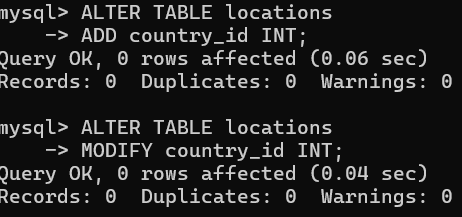 mysql> ALTER TABLE locations
    -> ADD country_id INT;
Query OK, 0 rows affected (0.06 sec)
Records: 0  Duplicates: 0  Warnings: 0

mysql> ALTER TABLE locations
    -> MODIFY country_id INT;
Query OK, 0 rows affected (0.04 sec)
Records: 0  Duplicates: 0  Warnings: 0